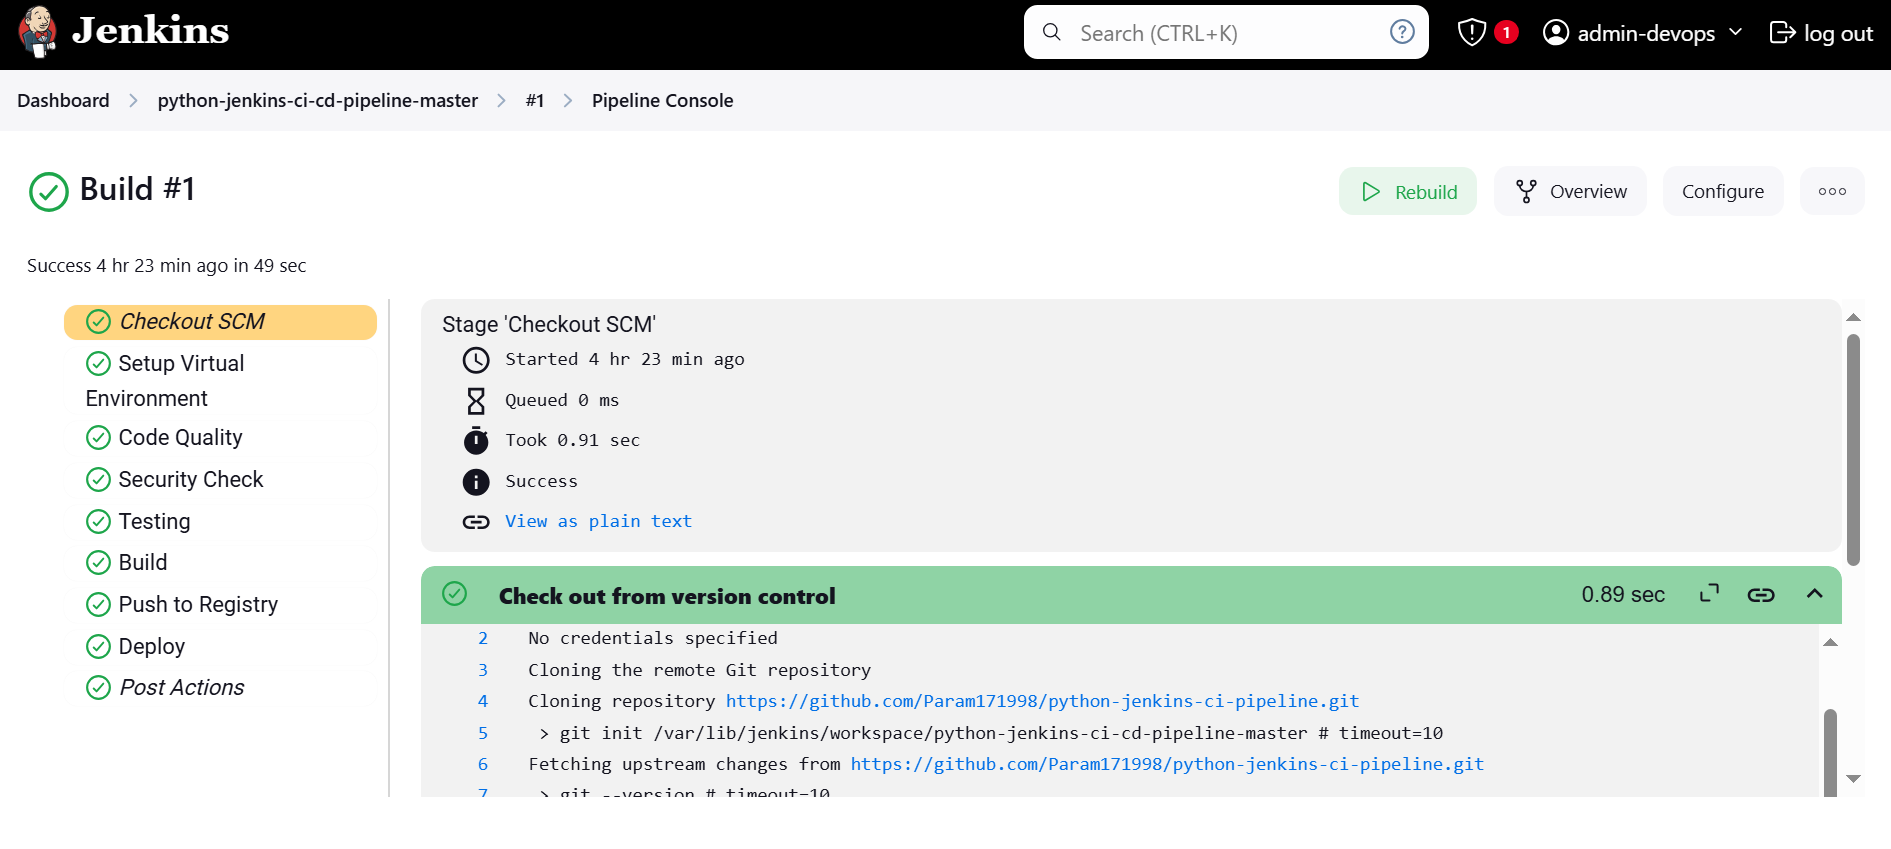 Jenkins
Search (CTRL+K)
?
1
admin-devops
log out
Dashboard > python-jenkins-ci-cd-pipeline-master > #1 > Pipeline Console
Build #1
Rebuild
Overview
Configure
Success 4 hr 23 min ago in 49 sec
Checkout SCM
Setup Virtual
Environment
Code Quality
Security Check
Testing
Build
Push to Registry
Deploy
Post Actions
Stage 'Checkout SCM'
Started 4 hr 23 min ago
Queued 0 ms
Took 0.91 sec
Success
View as plain text
Check out from version control
0.89 sec
2 No credentials specified
3 Cloning the remote Git repository
4 Cloning repository https://github.com/Param171998/python-jenkins-ci-pipeline.git
5 > git init /var/lib/jenkins/workspace/python-jenkins-ci-cd-pipeline-master # timeout=10
6 Fetching upstream changes from https://github.com/Param171998/python-jenkins-ci-pipeline.git
7 > git --version # timeout=10